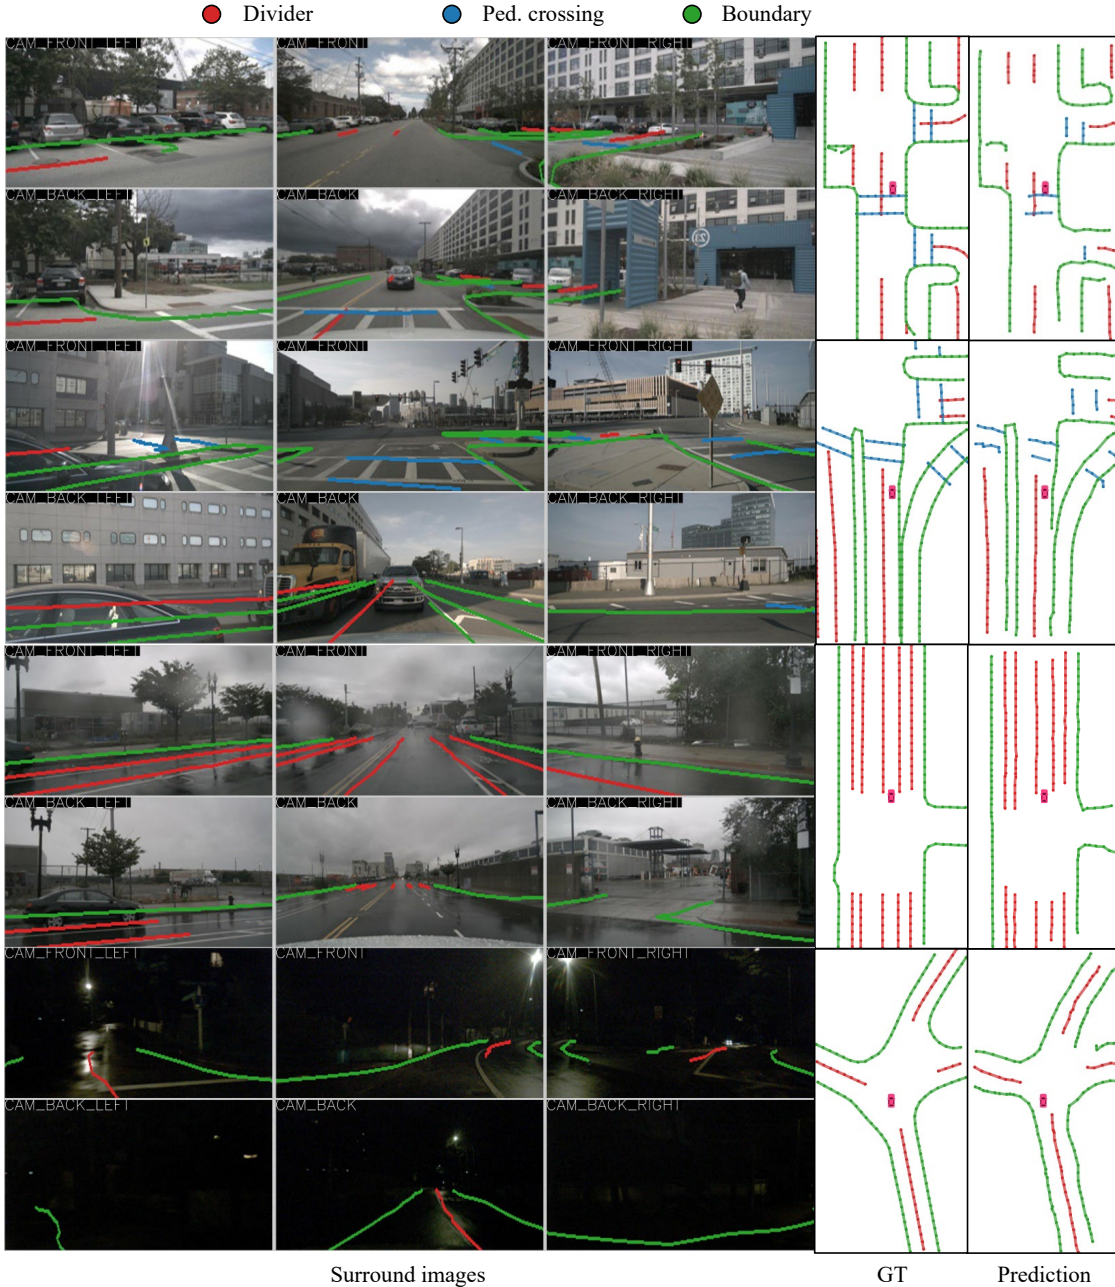 Divider Ped. crossing Boundary
CAM_FRONT_LEFT CAM_FRONT CAM_FRONT_RIGHT
CAM_BACK_LEFT CAM_BACK CAM_BACK_RIGHT
23
CAM_FRONT_LEFT CAM_FRONT CAM_FRONT_RIGHT
CAM_BACK_LEFT CAM_BACK CAM_BACK_RIGHT
CAM_FRONT_LEFT CAM_FRONT CAM_FRONT_RIGHT
CAM_BACK_LEFT CAM_BACK CAM_BACK_RIGHT
CAM_FRONT_LEFT CAM_FRONT CAM_FRONT_RIGHT
CAM_BACK_LEFT CAM_BACK CAM_BACK_RIGHT
Surround images GT Prediction